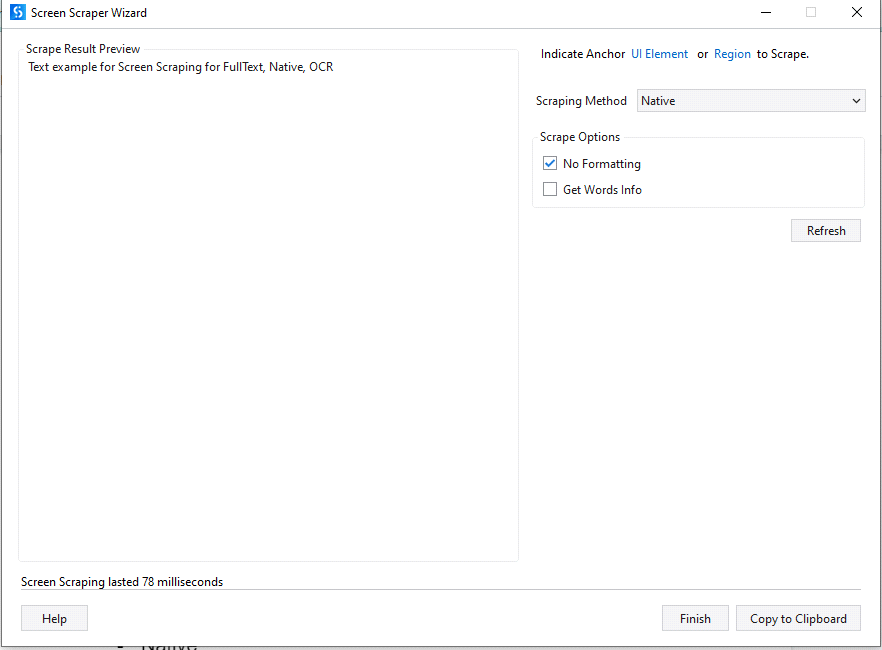 Screen Scraper Wizard
Scrape Result Preview
Text example for Screen Scraping for FullText, Native, OCR
Indicate Anchor UI Element or Region to Scrape.
Scraping Method Native
Scrape Options
No Formatting
Get Words Info
Refresh
Screen Scraping lasted 78 milliseconds
Help Finish Copy to Clipboard
- Native